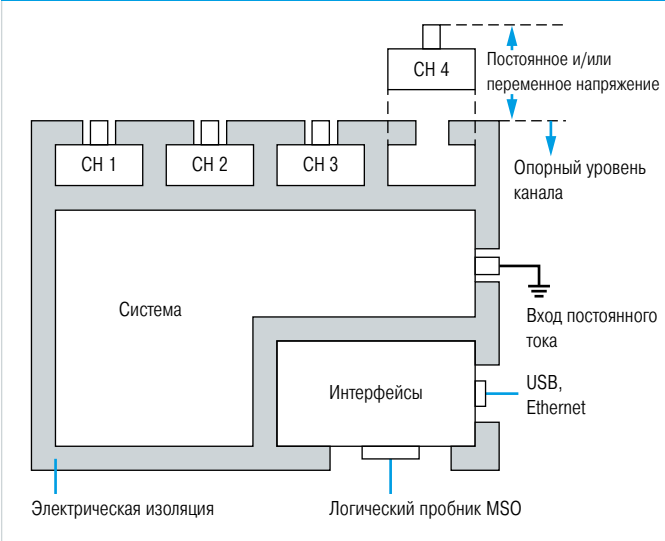 CH 4
Постоянное и/или
переменное напряжение
CH 1
CH 2
CH 3
Опорный уровень
канала
Система
Вход постоянного
тока
Интерфейсы
USB,
Ethernet
Электрическая изоляция
Логический пробник MSO